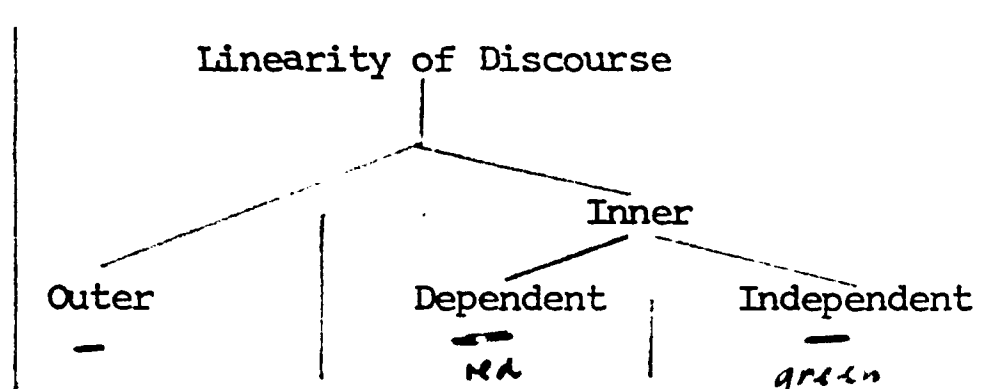 Linearity of Discourse
Inner
Outer Dependent Independent
red green